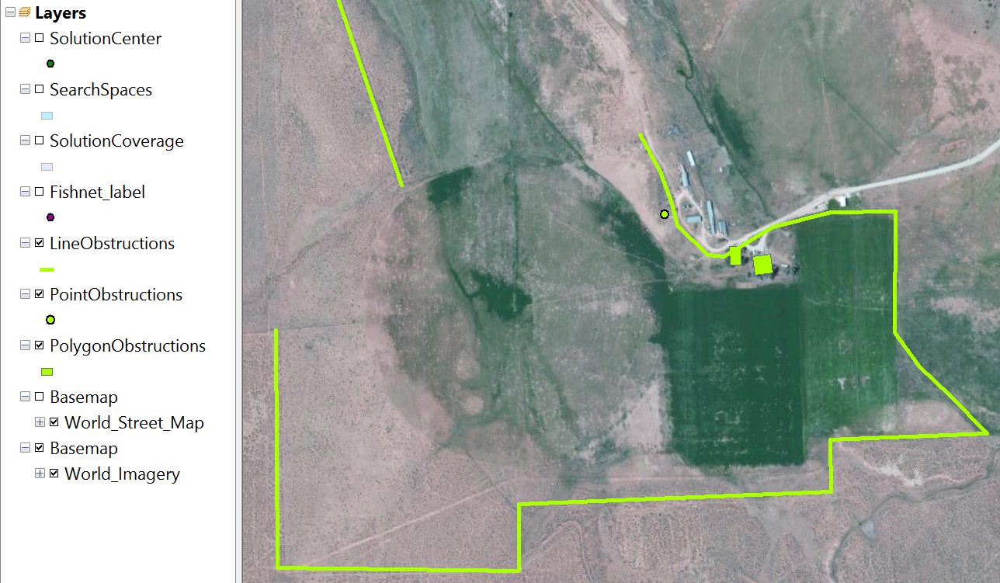 Layers
SolutionCenter
SearchSpaces
SolutionCoverage
Fishnet_label
LineObstructions
PointObstructions
PolygonObstructions
Basemap
World_Street_Map
Basemap
World_Imagery